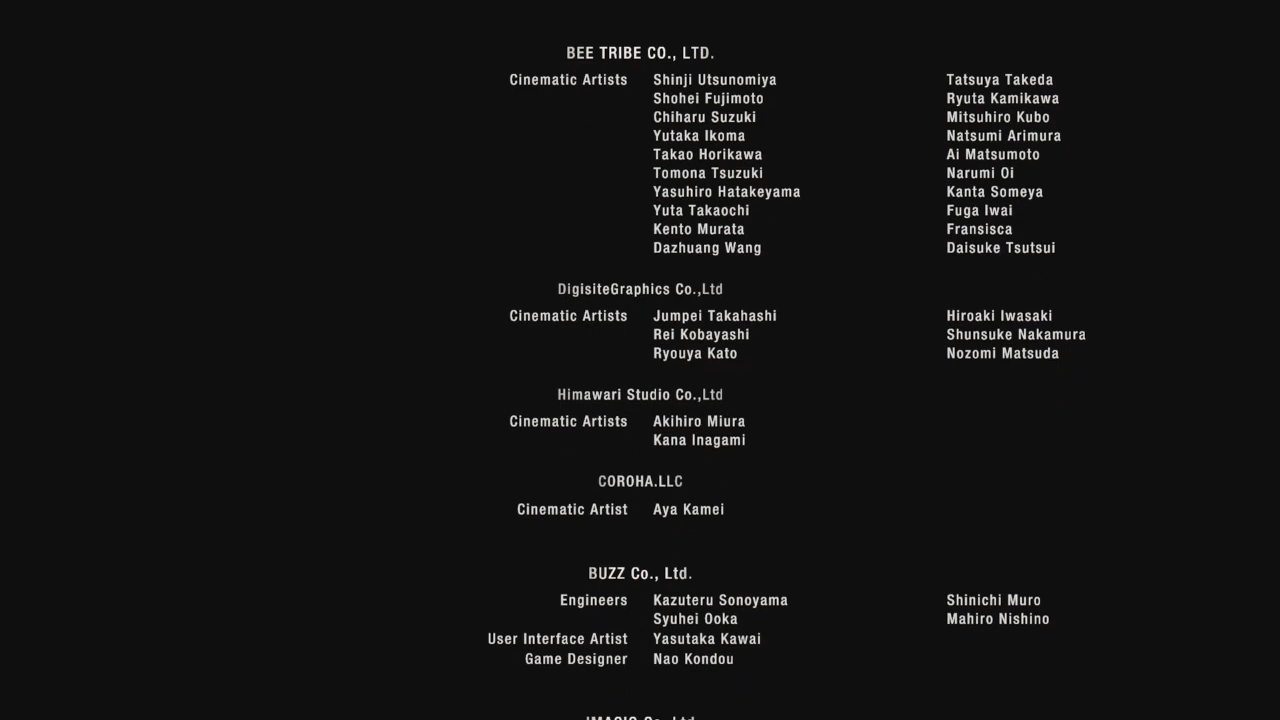 BEE TRIBE CO., LTD.
Cinematic Artists Shinji Utsunomiya Tatsuya Takeda
Shohei Fujimoto Ryuta Kamikawa
Chiharu Suzuki Mitsuhiro Kubo
Yutaka Ikoma Natsumi Arimura
Takao Horikawa Ai Matsumoto
Tomona Tsuzuki Narumi Oi
Yasuhiro Hatakeyama Kanta Someya
Yuta Takaochi Fuga Iwai
Kento Murata Fransisca
Dazhuang Wang Daisuke Tsutsui
DigisiteGraphics Co.,Ltd
Cinematic Artists Jumpei Takahashi Hiroaki Iwasaki
Rei Kobayashi Shunsuke Nakamura
Ryouya Kato Nozomi Matsuda
Himawari Studio Co.,Ltd
Cinematic Artists Akihiro Miura
Kana Inagami
COROHA.LLC
Cinematic Artist Aya Kamei
BUZZ Co., Ltd.
Engineers Kazuteru Sonoyama Shinichi Muro
Syuhei Ooka Mahiro Nishino
User Interface Artist Yasutaka Kawai
Game Designer Nao Kondou